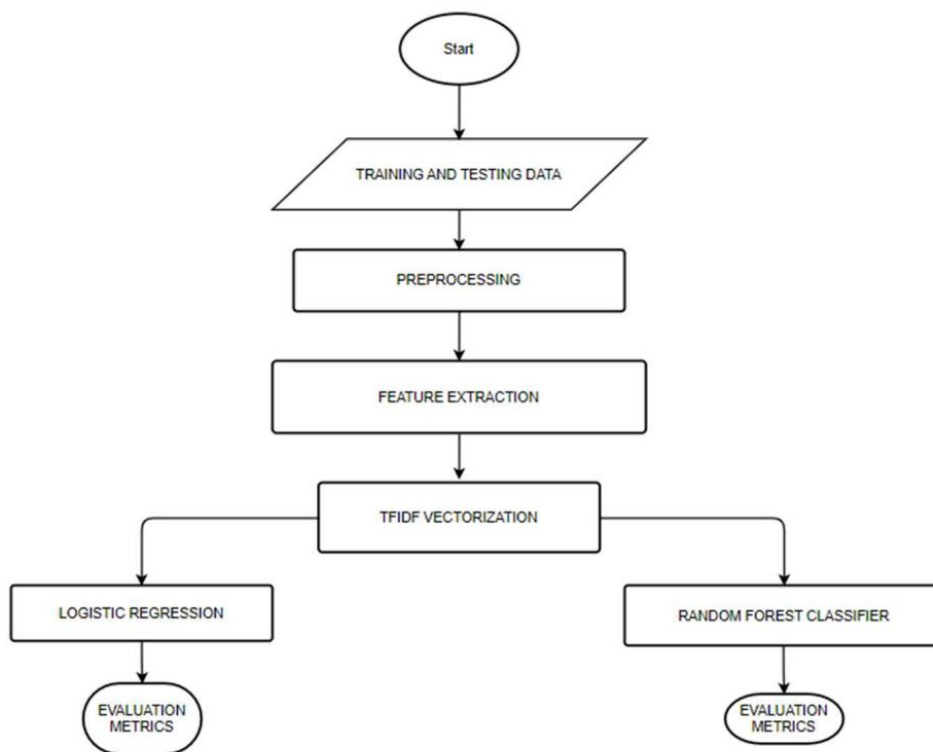 Start
TRAINING AND TESTING DATA
PREPROCESSING
FEATURE EXTRACTION
TFIDF VECTORIZATION
LOGISTIC REGRESSION
RANDOM FOREST CLASSIFIER
EVALUATION
METRICS
EVALUATION
METRICS